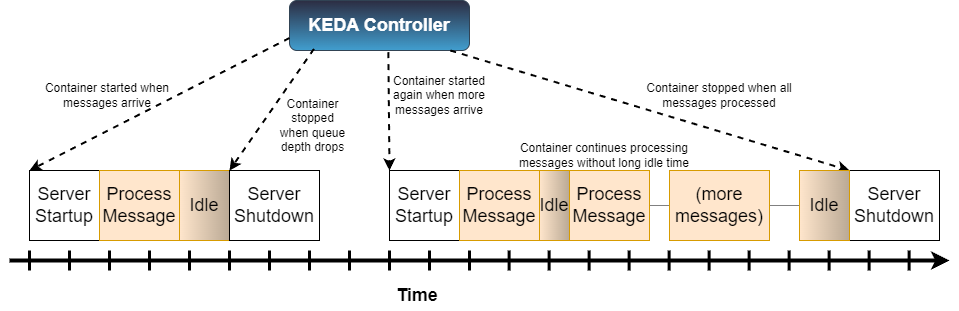 KEDA Controller
Container started when
messages arrive
Container
stopped
when queue
depth drops
Container started
again when more
messages arrive
Container stopped when all
messages processed
Container continues processing
messages without long idle time
Server
Startup
Process
Message
Idle
Server
Shutdown
Server
Startup
Process
Message
Idle
Process
Message
(more
messages)
Idle
Server
Shutdown
Time